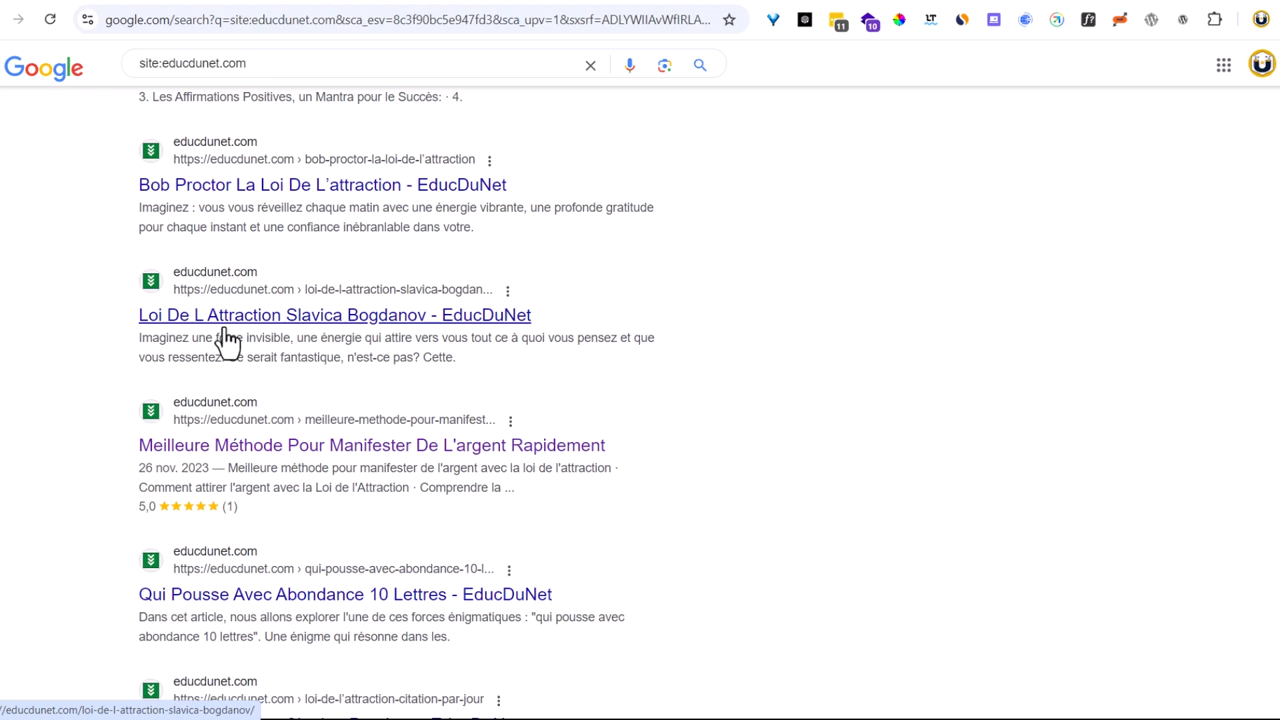 google.com/search?q=site:educdunet.com&sca_esv=8c3f90bc5e947fd3&sca_upv=1&sxsrf=ADLYWIIAvWfIRLA...
11
10
Google
site:educdunet.com
3. Les Affirmations Positives, un Mantra pour le Succès: · 4.
educdunet.com
https://educdunet.com › bob-proctor-la-loi-de-l’attraction
Bob Proctor La Loi De L’attraction - EducDuNet
Imaginez : vous vous réveillez chaque matin avec une énergie vibrante, une profonde gratitude
pour chaque instant et une confiance inébranlable dans votre.
educdunet.com
https://educdunet.com › loi-de-l-attraction-slavica-bogdan...
Loi De L Attraction Slavica Bogdanov - EducDuNet
Imaginez une invisible, une énergie qui attire vers vous tout ce à quoi vous pensez et que
vous ressentez serait fantastique, n'est-ce pas? Cette.
educdunet.com
https://educdunet.com › meilleure-methode-pour-manifest...
Meilleure Méthode Pour Manifester De L'argent Rapidement
26 nov. 2023 — Meilleure méthode pour manifester de l'argent avec la loi de l'attraction ·
Comment attirer l'argent avec la Loi de l'Attraction · Comprendre la ...
5,0 ★★★★★ (1)
educdunet.com
https://educdunet.com › qui-pousse-avec-abondance-10-l...
Qui Pousse Avec Abondance 10 Lettres - EducDuNet
Dans cet article, nous allons explorer l'une de ces forces énigmatiques : "qui pousse avec
abondance 10 lettres". Une énigme qui résonne dans les.
educdunet.com
https://educdunet.com › loi-de-l’attraction-citation-par-jour
//educdunet.com/loi-de-l-attraction-slavica-bogdanov/